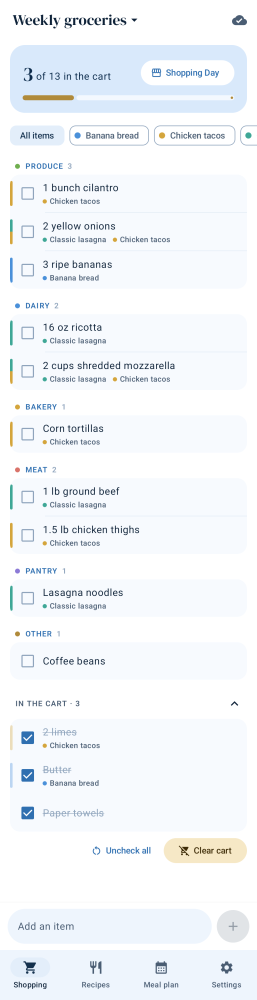 Weekly groceries
3 of 13 in the cart
Shopping Day
All items
Banana bread
Chicken tacos
PRODUCE 3
1 bunch cilantro
Chicken tacos
2 yellow onions
Classic lasagna Chicken tacos
3 ripe bananas
Banana bread
DAIRY 2
16 oz ricotta
Classic lasagna
2 cups shredded mozzarella
Classic lasagna Chicken tacos
BAKERY 1
Corn tortillas
Chicken tacos
MEAT 2
1 lb ground beef
Classic lasagna
1.5 lb chicken thighs
Chicken tacos
PANTRY 1
Lasagna noodles
Classic lasagna
OTHER 1
Coffee beans
IN THE CART · 3
2 limes
Chicken tacos
Butter
Banana bread
Paper towels
Uncheck all
Clear cart
Add an item
Shopping
Recipes
Meal plan
Settings